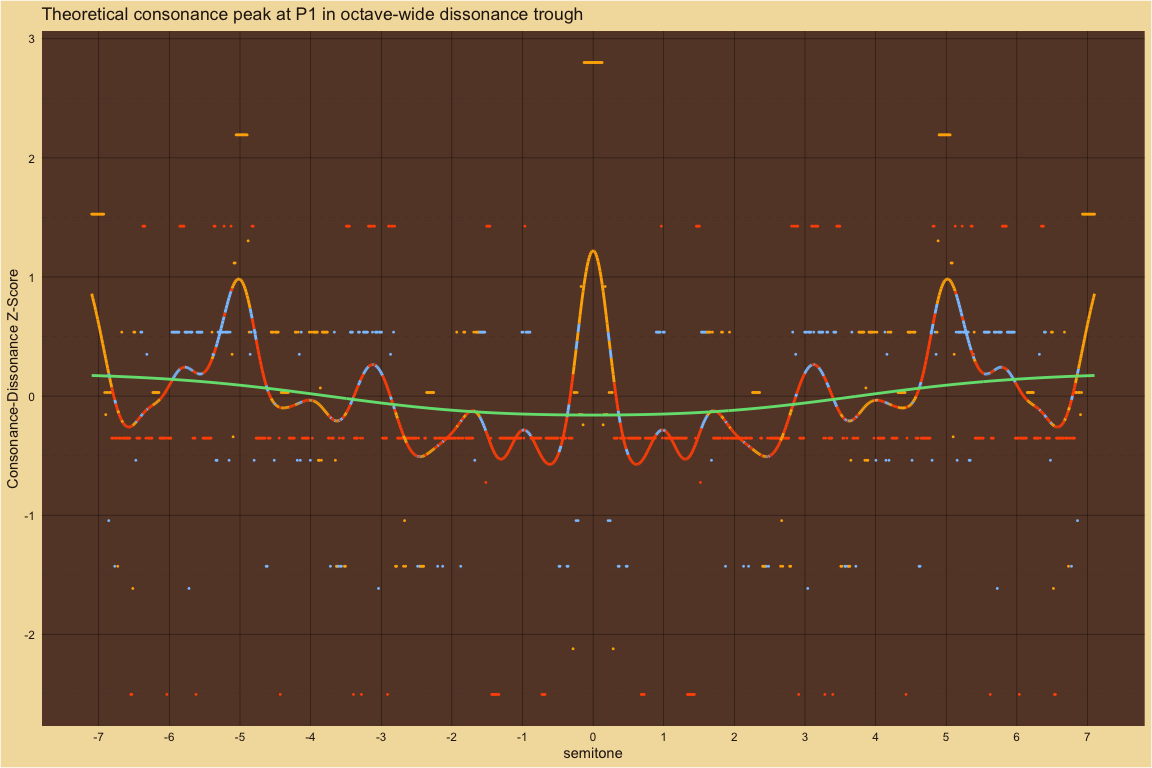 Theoretical consonance peak at P1 in octave-wide dissonance trough
Consonance-Dissonance Z-Score
3
2
1
0
-1
-2
-7 -6 -5 -4 -3 -2 -1 0 1 2 3 4 5 6 7
semitone